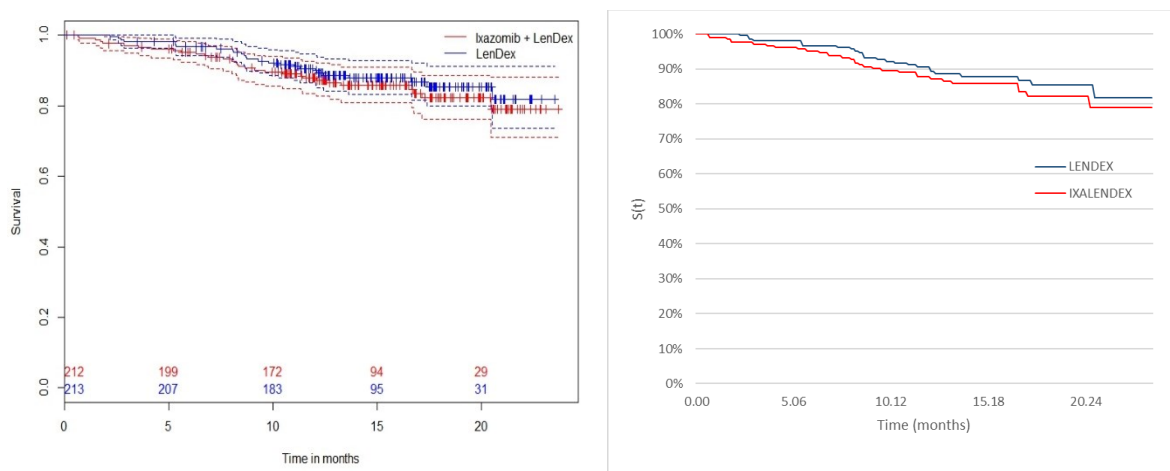 Survival
1.0
0.8
0.6
0.4
0.2
0.0
Ixazomib + LenDex
LenDex
212 199 172 94 29
213 207 183 95 31
0 5 10 15 20
Time in months
S(t)
100%
90%
80%
70%
60%
50%
40%
30%
20%
10%
0%
LENDEX
IXALENDEX
0.00 5.06 10.12 15.18 20.24
Time (months)